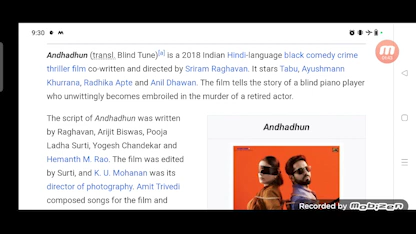 9:30
Andhadhun (transl. Blind Tune)[a] is a 2018 Indian Hindi-language black comedy crime
thriller film co-written and directed by Sriram Raghavan. It stars Tabu, Ayushmann
Khurrana, Radhika Apte and Anil Dhawan. The film tells the story of a blind piano player
who unwittingly becomes embroiled in the murder of a retired actor.
The script of Andhadhun was written
by Raghavan, Arijit Biswas, Pooja
Ladha Surti, Yogesh Chandekar and
Hemanth M. Rao. The film was edited
by Surti, and K. U. Mohanan was its
director of photography. Amit Trivedi
composed songs for the film and
Andhadhun
Recorded by Mobizen